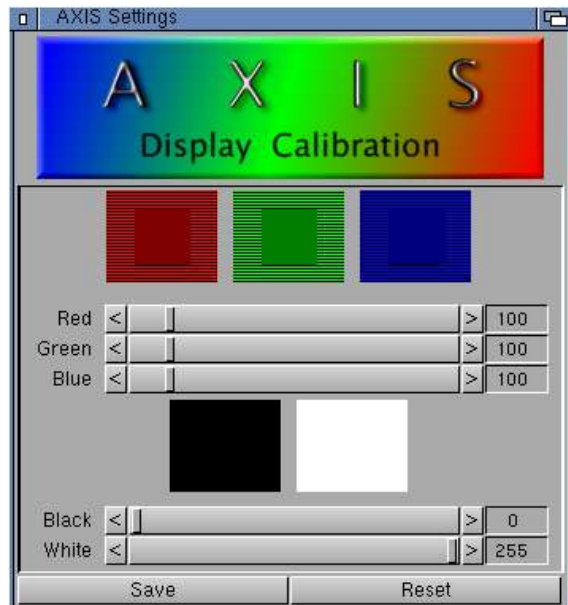 AXIS Settings
A X I S
Display Calibration
Red < > 100
Green < > 100
Blue < > 100
Black < > 0
White < > 255
Save Reset